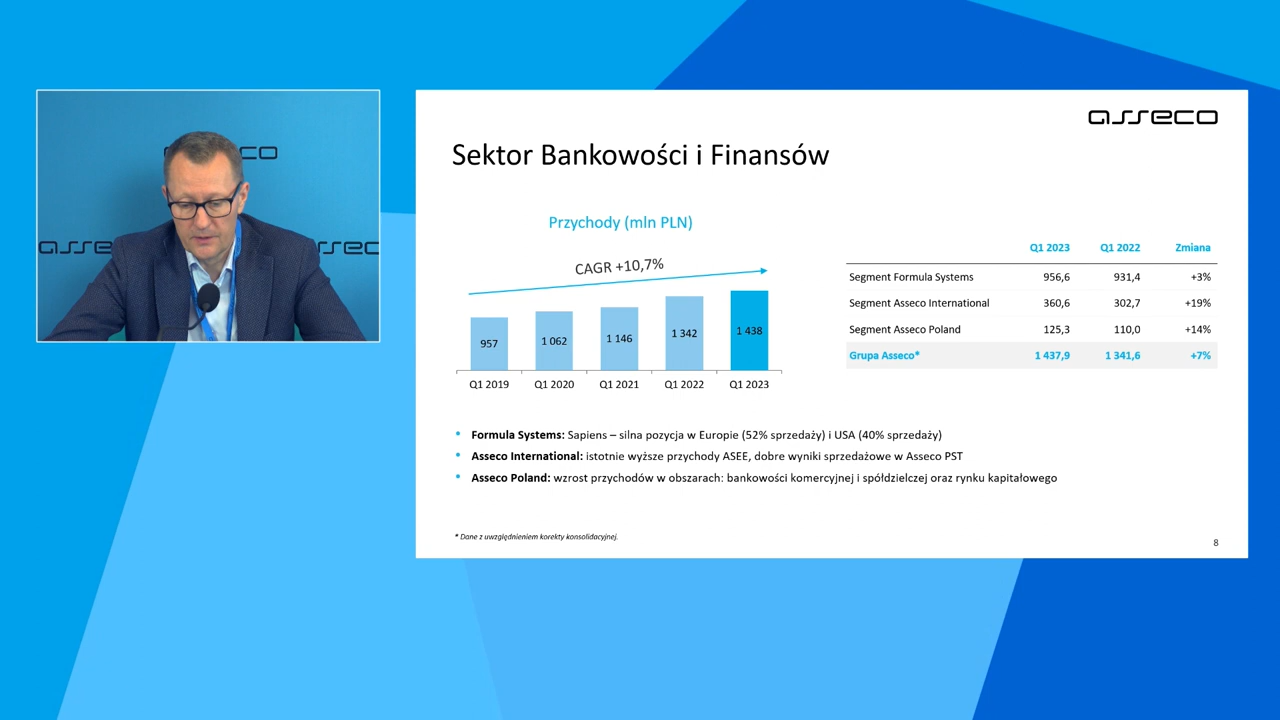 asseco
Sektor Bankowości i Finansów
Przychody (mln PLN)
CAGR +10,7%
957
1 062
1 146
1 342
1 438
Q1 2019
Q1 2020
Q1 2021
Q1 2022
Q1 2023
Q1 2023 Q1 2022 Zmiana
Segment Formula Systems 956,6 931,4 +3%
Segment Asseco International 360,6 302,7 +19%
Segment Asseco Poland 125,3 110,0 +14%
Grupa Asseco* 1 437,9 1 341,6 +7%
• Formula Systems: Sapiens – silna pozycja w Europie (52% sprzedaży) i USA (40% sprzedaży)
• Asseco International: istotnie wyższe przychody ASEE, dobre wyniki sprzedażowe w Asseco PST
• Asseco Poland: wzrost przychodów w obszarach: bankowości komercyjnej i spółdzielczej oraz rynku kapitałowego
* Dane z uwzględnieniem korekty konsolidacyjnej.
8